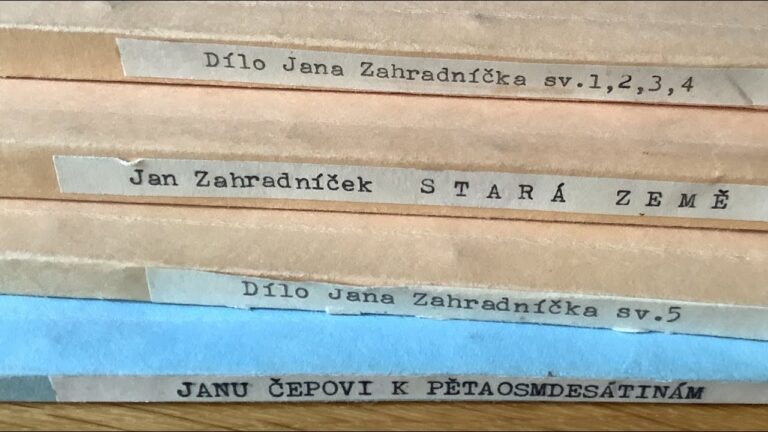 Dílo Jana Zahradníčka sv.1,2,3,4
Jan Zahradníček S T A R Á Z E M Ě
Dílo Jana Zahradníčka sv.5
JANU ČEPOVI K PĚTAOSMDESÁTINÁM